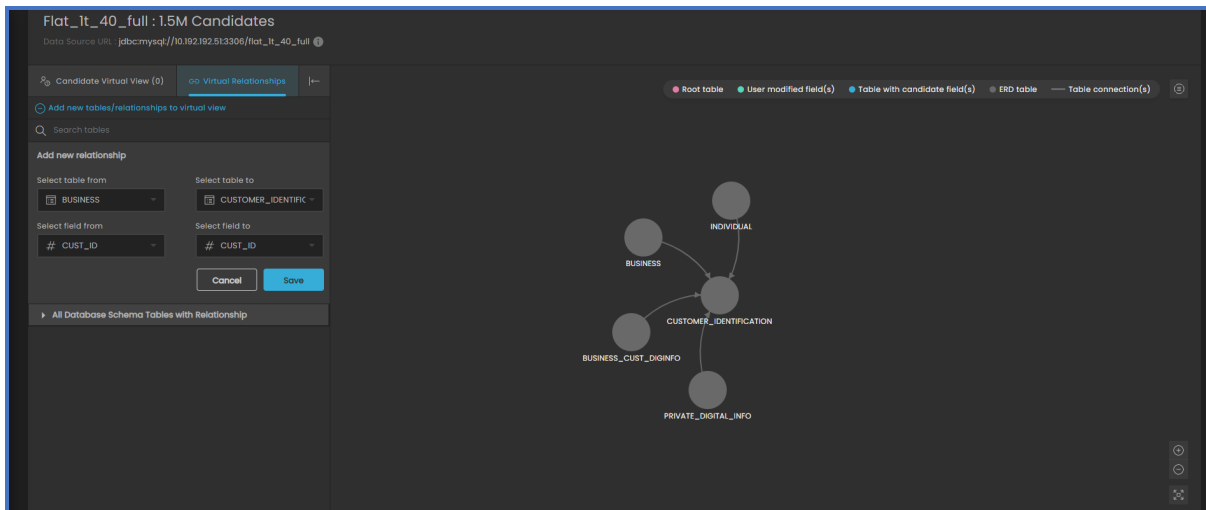 Flat_1t_40_full : 1.5M Candidates
Data Source URL : jdbc:mysql://10.192.192.51:3306/flat_1t_40_full
Candidate Virtual View (0)
Virtual Relationships
Add new tables/relationships to virtual view
Search tables
Add new relationship
Select table from
Select table to
BUSINESS
CUSTOMER_IDENTIFIC
Select field from
Select field to
# CUST_ID
# CUST_ID
Cancel
Save
All Database Schema Tables with Relationship
Root table
User modified field(s)
Table with candidate field(s)
ERD table
Table connection(s)
INDIVIDUAL
BUSINESS
CUSTOMER_IDENTIFICATION
BUSINESS_CUST_DIGINFO
PRIVATE_DIGITAL_INFO